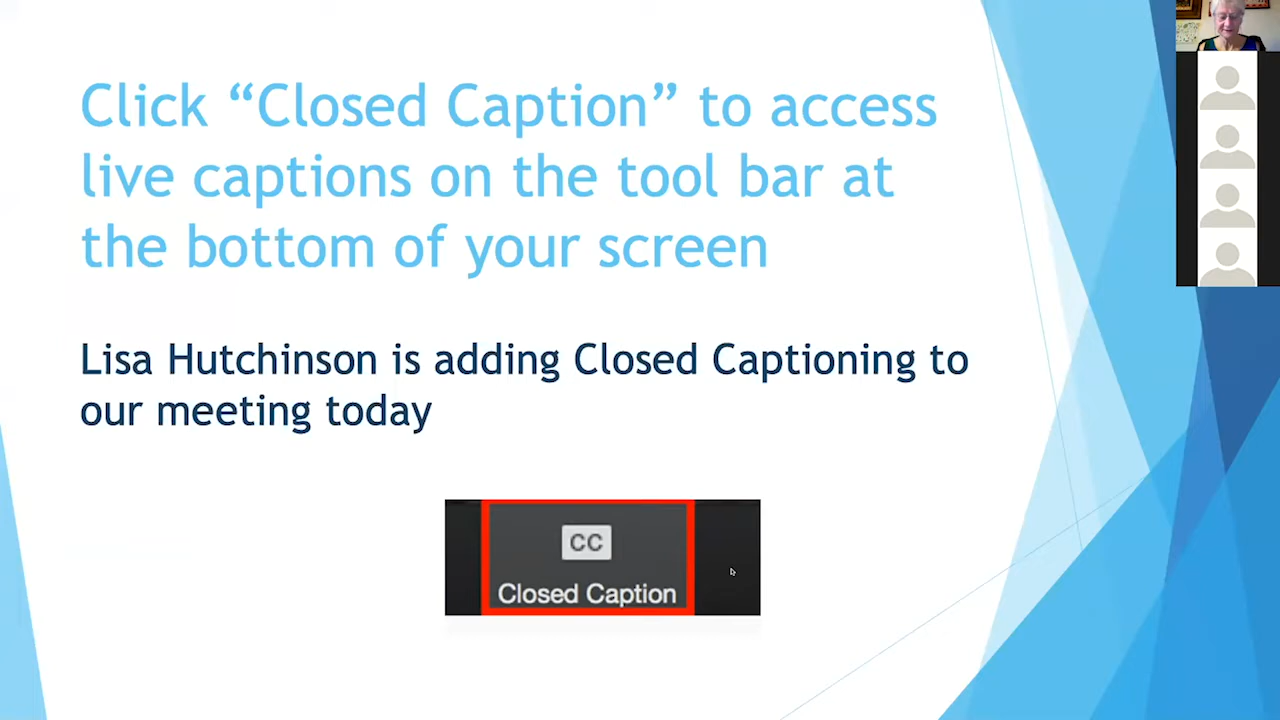 Click “Closed Caption” to access
live captions on the tool bar at
the bottom of your screen
Lisa Hutchinson is adding Closed Captioning to
our meeting today
CC
Closed Caption